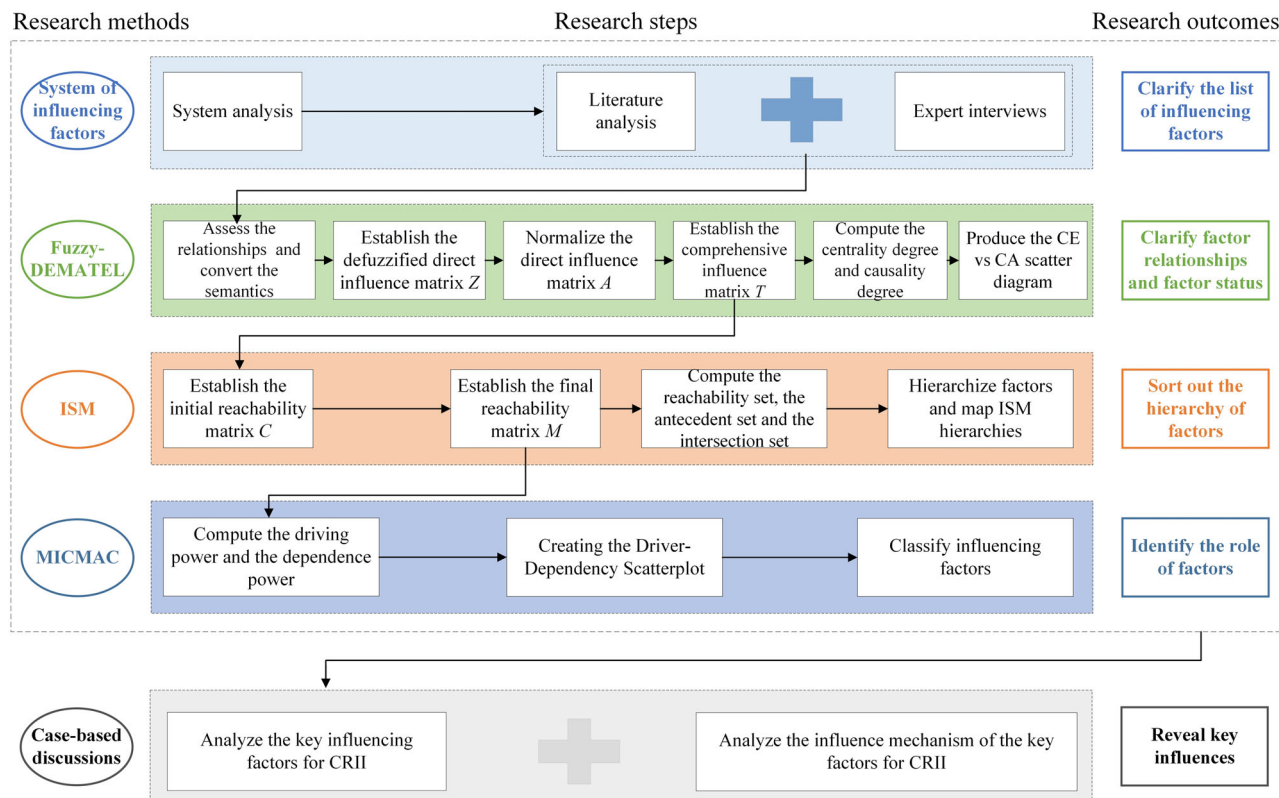 Research methods
Research steps
Research outcomes
System of
influencing
factors
System analysis
Literature
analysis
Expert interviews
Clarify the list
of influencing
factors
Fuzzy-
DEMATEL
Assess the
relationships and
convert the
semantics
Establish the
defuzzified direct
influence matrix Z
Normalize the
direct influence
matrix A
Establish the
comprehensive
influence
matrix T
Compute the
centrality degree
and causality
degree
Produce the CE
vs CA scatter
diagram
Clarify factor
relationships
and factor status
ISM
Establish the
initial reachability
matrix C
Establish the final
reachability
matrix M
Compute the
reachability set, the
antecedent set and the
intersection set
Hierarchize factors
and map ISM
hierarchies
Sort out the
hierarchy of
factors
MICMAC
Compute the driving
power and the dependence
power
Creating the Driver-
Dependency Scatterplot
Classify influencing
factors
Identify the role
of factors
Case-based
discussions
Analyze the key influencing
factors for CRII
Analyze the influence mechanism of the key
factors for CRII
Reveal key
influences